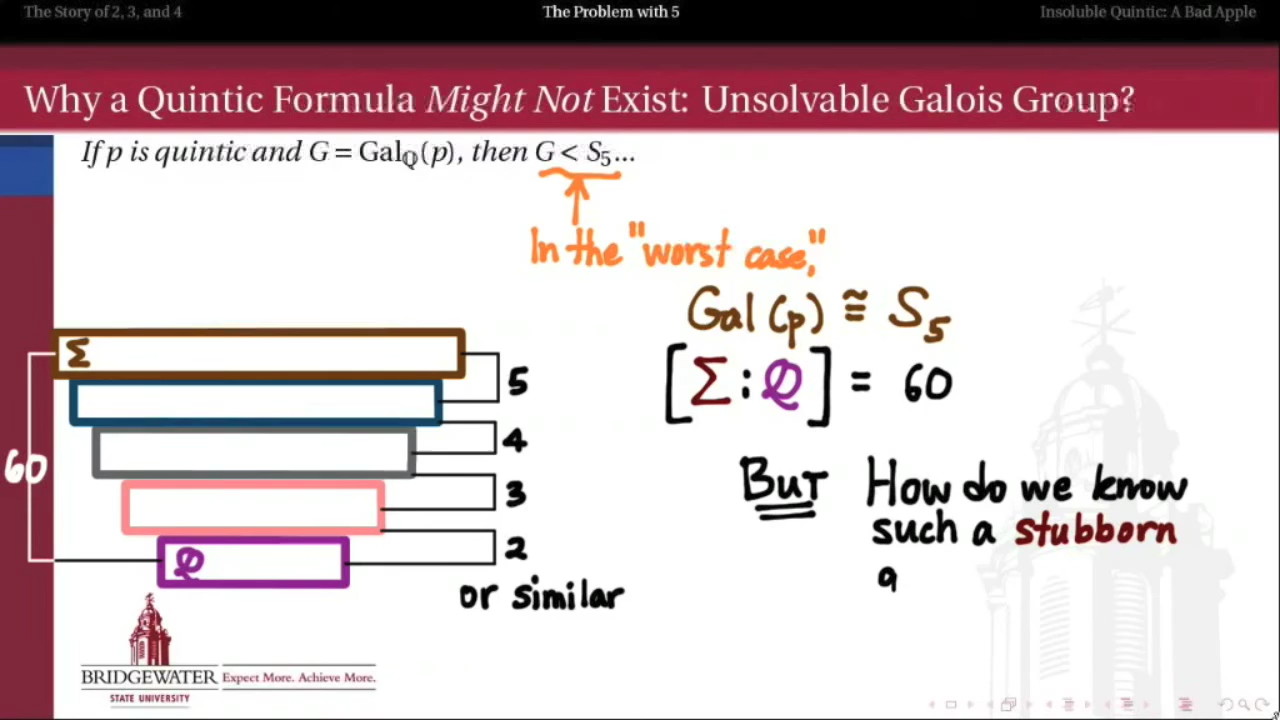 The Story of 2, 3, and 4
The Problem with 5
Insoluble Quintic: A Bad Apple
Why a Quintic Formula Might Not Exist: Unsolvable Galois Group?
If p is quintic and G = Galℚ(p), then G < S₅...
In the "worst case,"
Gal(p) ≅ S₅
[Σ : ℚ] = 60
But How do we know
such a stubborn
q
Σ
5
4
60
3
2
ℚ
or similar
BRIDGEWATER
STATE UNIVERSITY
Expect More. Achieve More.